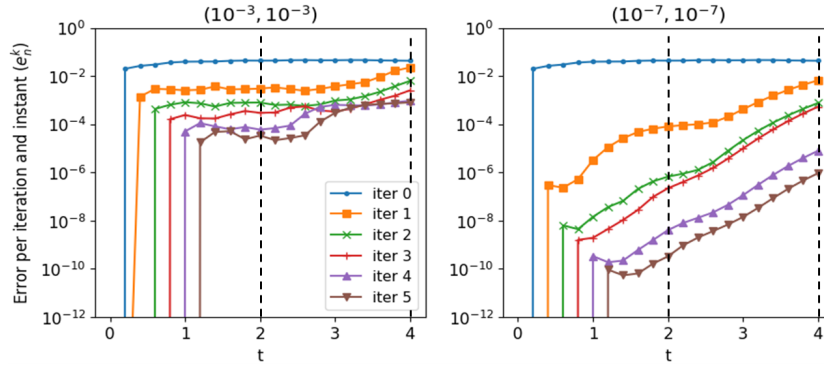 (10⁻³, 10⁻³)
(10⁻⁷, 10⁻⁷)
Error per iteration and instant (eₙᵏ)
10⁰
10⁻²
10⁻⁴
10⁻⁶
10⁻⁸
10⁻¹⁰
10⁻¹²
iter 0
iter 1
iter 2
iter 3
iter 4
iter 5
0 1 2 3 4
t
10⁰
10⁻²
10⁻⁴
10⁻⁶
10⁻⁸
10⁻¹⁰
10⁻¹²
0 1 2 3 4
t